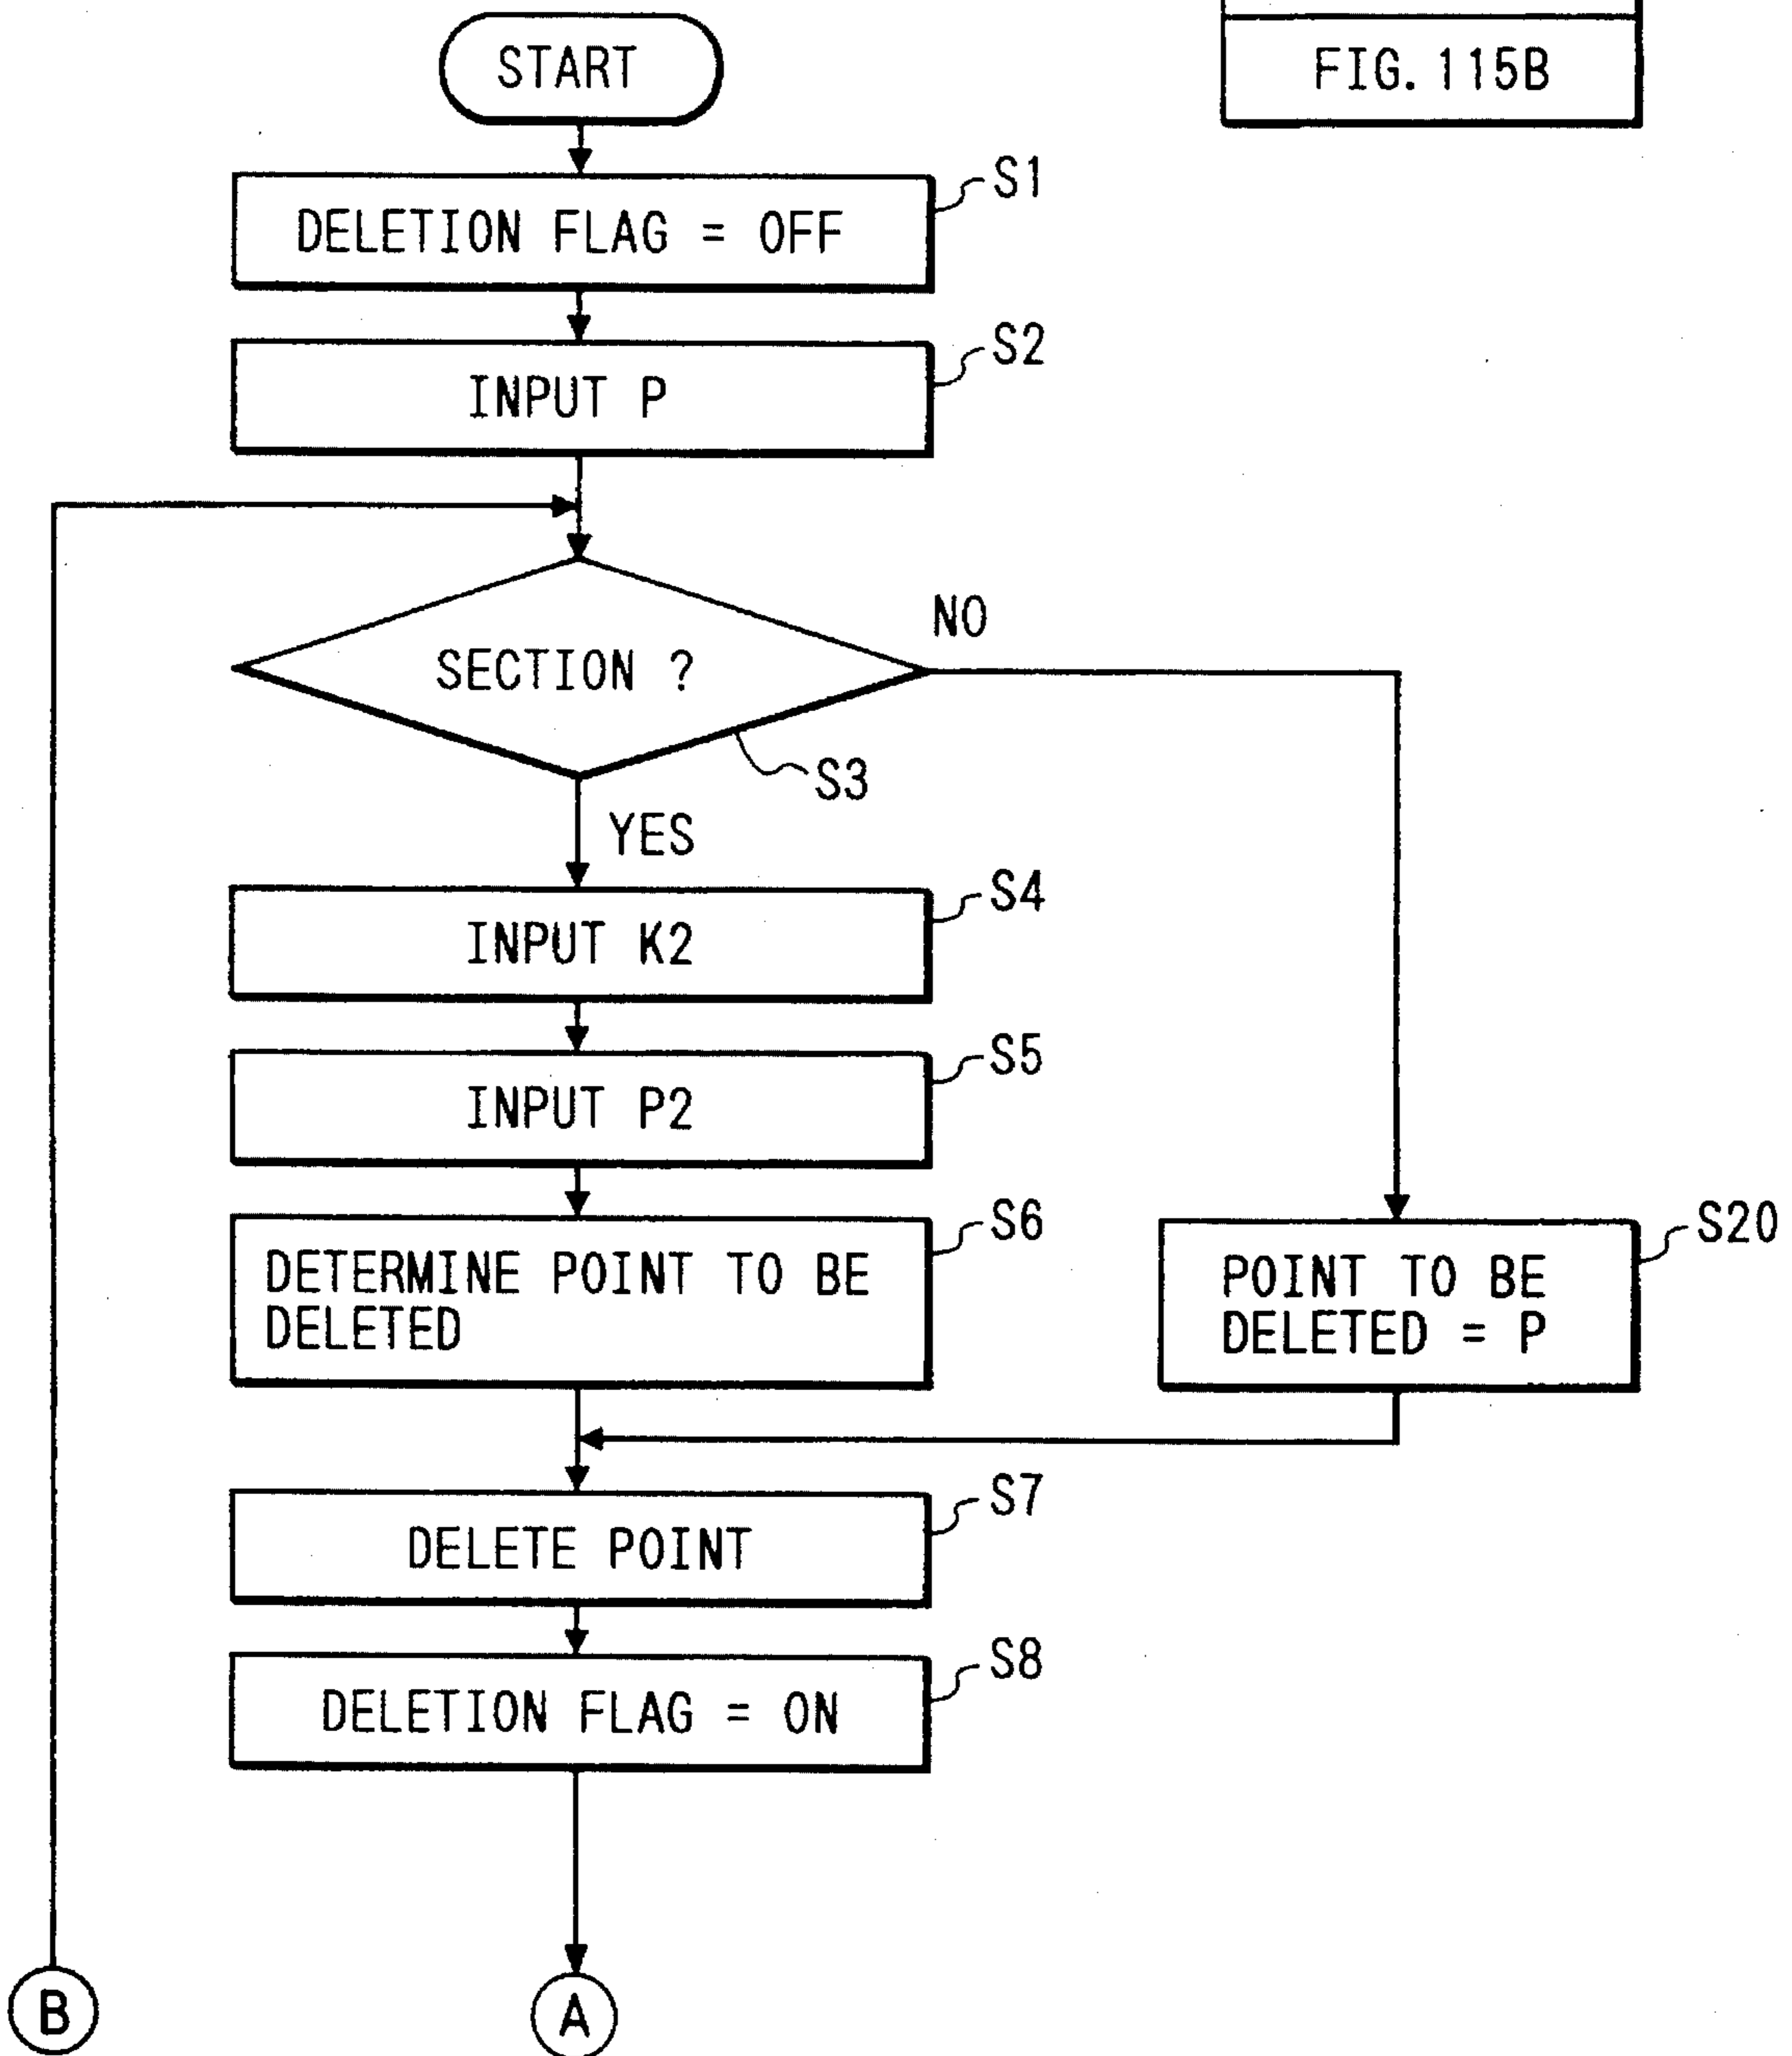 START
FIG. 115B
S1
DELETION FLAG = OFF
S2
INPUT P
NO
SECTION ?
S3
YES
S4
INPUT K2
S5
INPUT P2
S6
DETERMINE POINT TO BE
DELETED
S20
POINT TO BE
DELETED = P
S7
DELETE POINT
S8
DELETION FLAG = ON
B
A